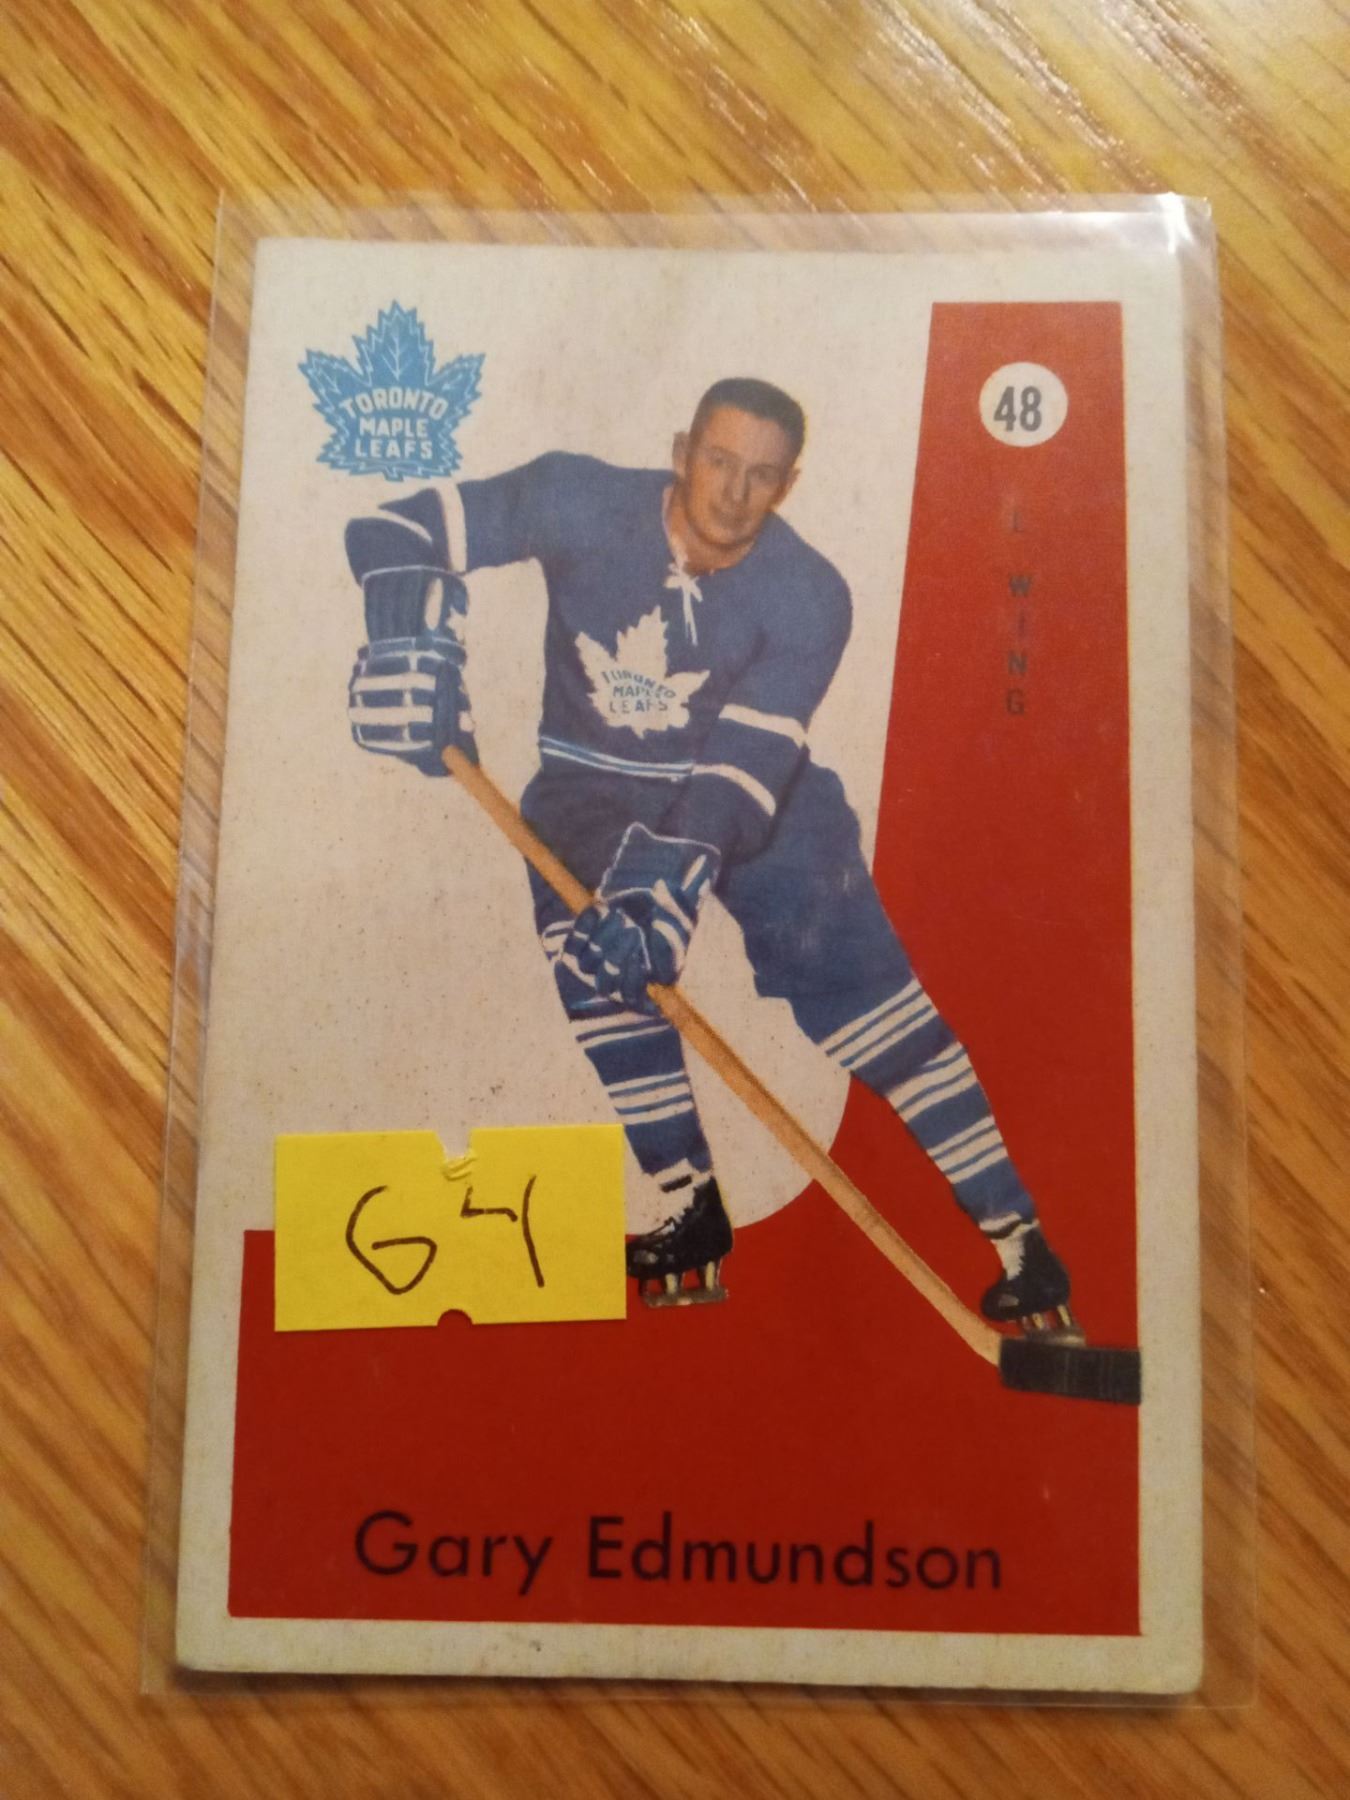 TORONTO
MAPLE
LEAFS
48
L WING
TORONTO
MAPLE
LEAFS
G4
Gary Edmundson